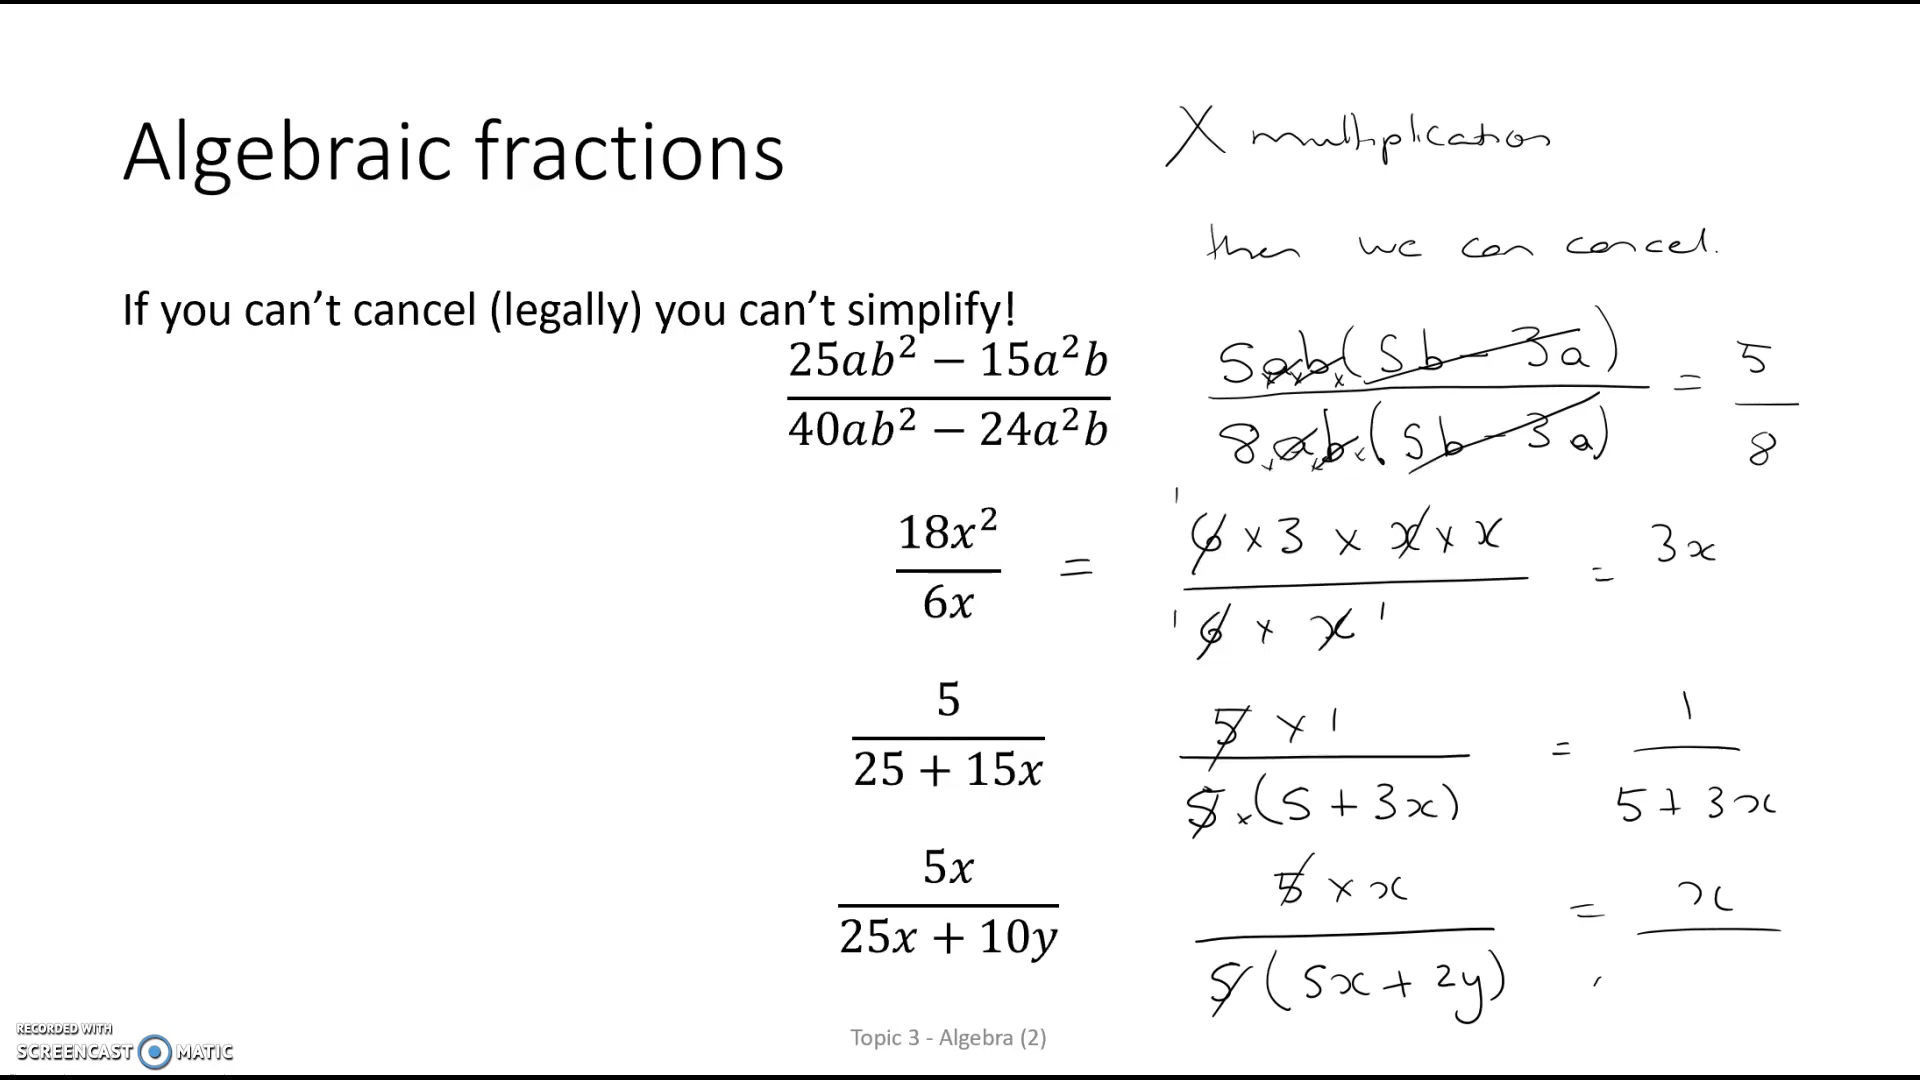 Algebraic fractions
X multiplication
then we can cancel.
If you can't cancel (legally) you can't simplify!
25ab² − 15a²b
40ab² − 24a²b
5ab(5b - 3a)
8ab(5b - 3a)
= 5
8
18x²
6x
=
6 × 3 × x × x
6 × x
= 3x
5
25 + 15x
5 × 1
5 × (5 + 3x)
= 1
5 + 3x
5x
25x + 10y
5 × x
5(5x + 2y)
= x
RECORDED WITH
SCREENCAST MATIC
Topic 3 - Algebra (2)